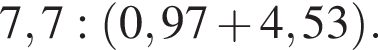 7,7 : (0,97 + 4,53).